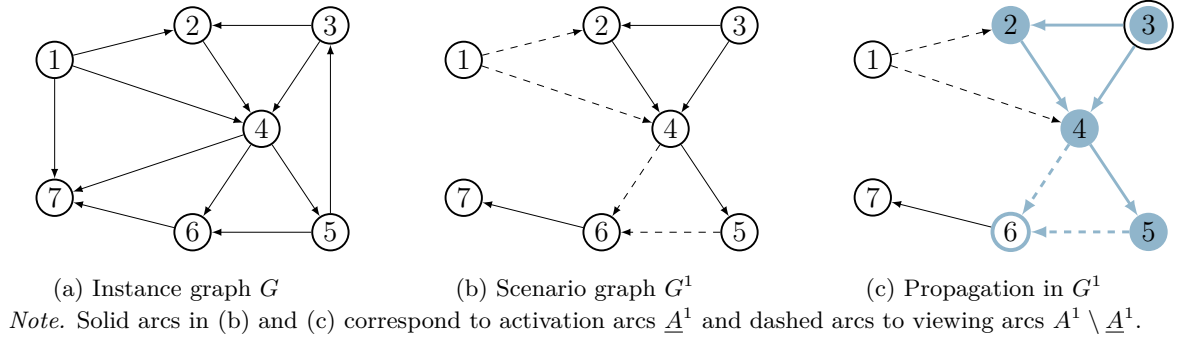 2 3 2 3 2 3
1 1 1
4 4 4
7 7 7
6 5 6 5 6 5
(a) Instance graph G (b) Scenario graph G¹ (c) Propagation in G¹
Note. Solid arcs in (b) and (c) correspond to activation arcs A̲¹ and dashed arcs to viewing arcs A¹ \ A̲¹.